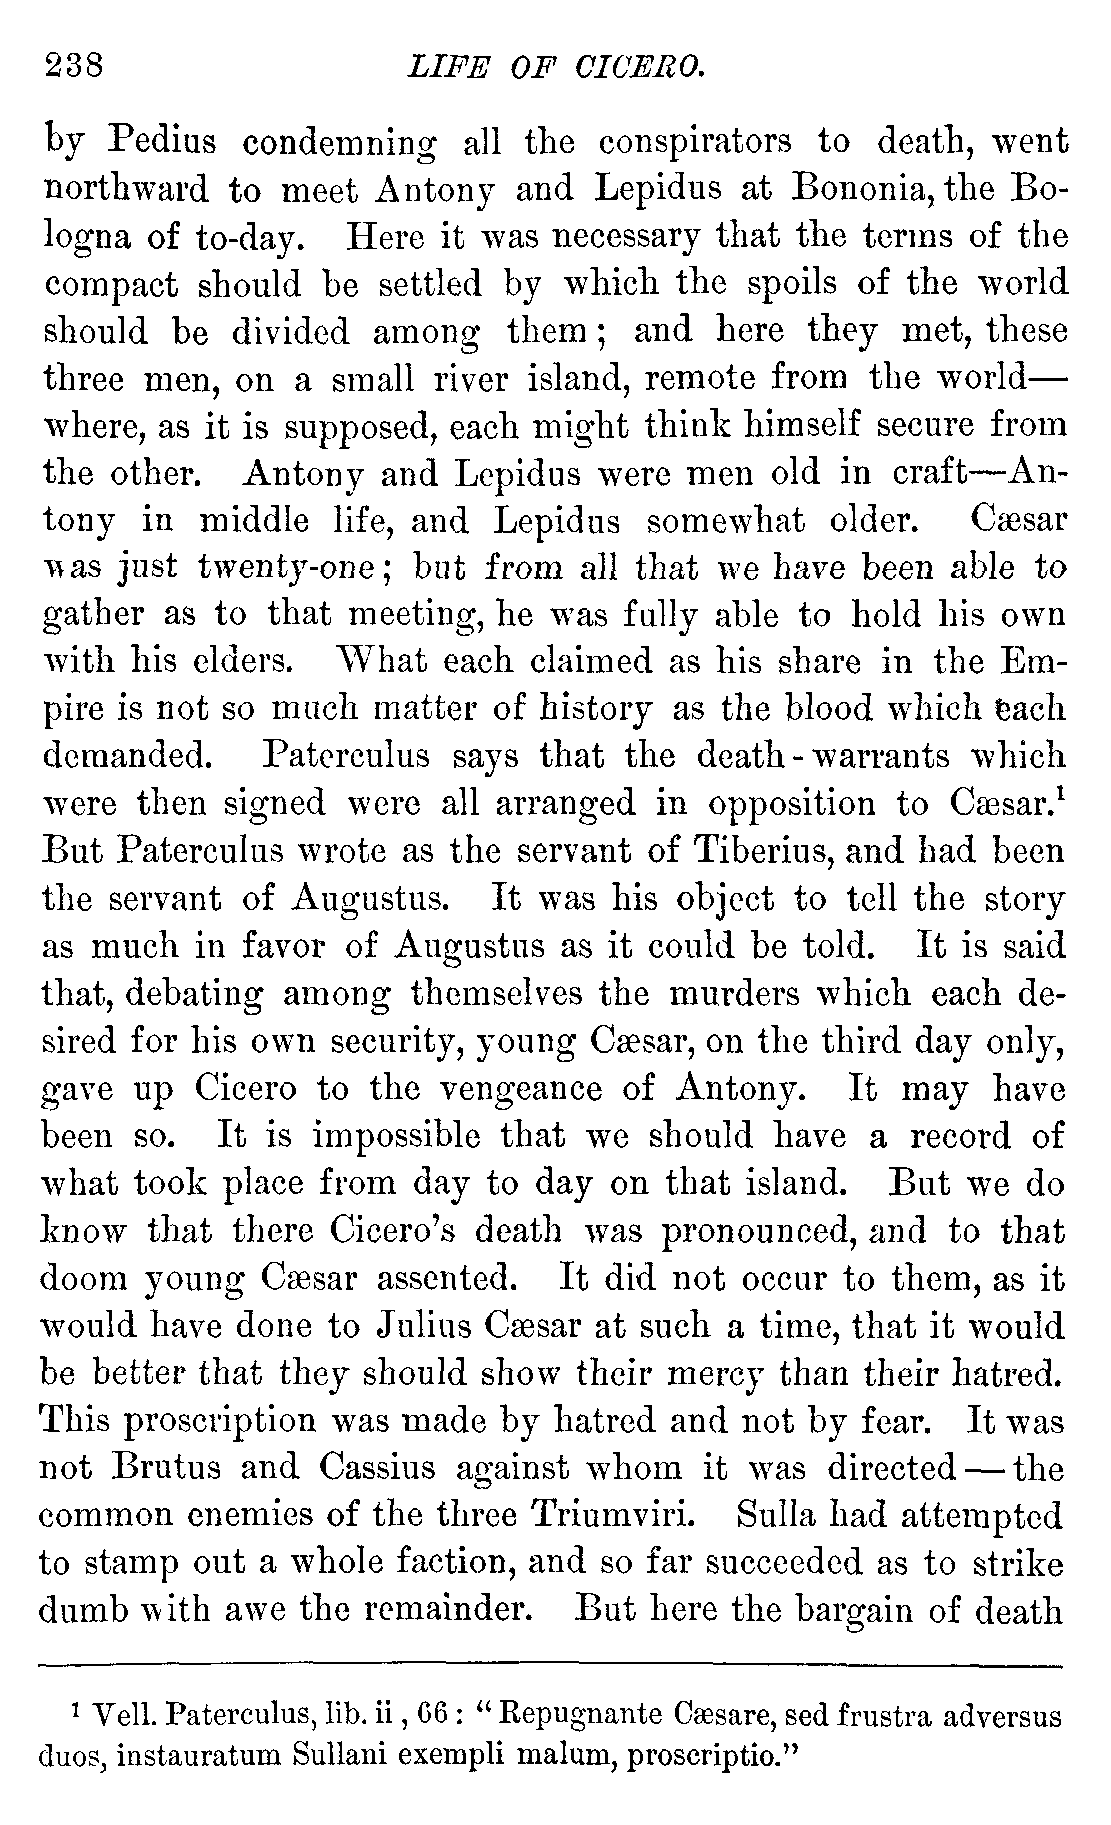 238 LIFE OF CICERO.
by Pedius condemning all the conspirators to death, went
northward to meet Antony and Lepidus at Bononia, the Bo-
logna of to-day. Here it was necessary that the terms of the
compact should be settled by which the spoils of the world
should be divided among them; and here they met, these
three men, on a small river island, remote from the world—
where, as it is supposed, each might think himself secure from
the other. Antony and Lepidus were men old in craft—An-
tony in middle life, and Lepidus somewhat older. Cæsar
was just twenty-one; but from all that we have been able to
gather as to that meeting, he was fully able to hold his own
with his elders. What each claimed as his share in the Em-
pire is not so much matter of history as the blood which each
demanded. Paterculus says that the death-warrants which
were then signed were all arranged in opposition to Cæsar.¹
But Paterculus wrote as the servant of Tiberius, and had been
the servant of Augustus. It was his object to tell the story
as much in favor of Augustus as it could be told. It is said
that, debating among themselves the murders which each de-
sired for his own security, young Cæsar, on the third day only,
gave up Cicero to the vengeance of Antony. It may have
been so. It is impossible that we should have a record of
what took place from day to day on that island. But we do
know that there Cicero's death was pronounced, and to that
doom young Cæsar assented. It did not occur to them, as it
would have done to Julius Cæsar at such a time, that it would
be better that they should show their mercy than their hatred.
This proscription was made by hatred and not by fear. It was
not Brutus and Cassius against whom it was directed—the
common enemies of the three Triumviri. Sulla had attempted
to stamp out a whole faction, and so far succeeded as to strike
dumb with awe the remainder. But here the bargain of death
¹ Vell. Paterculus, lib. ii, 66: "Repugnante Cæsare, sed frustra adversus
duos, instauratum Sullani exempli malum, proscriptio."